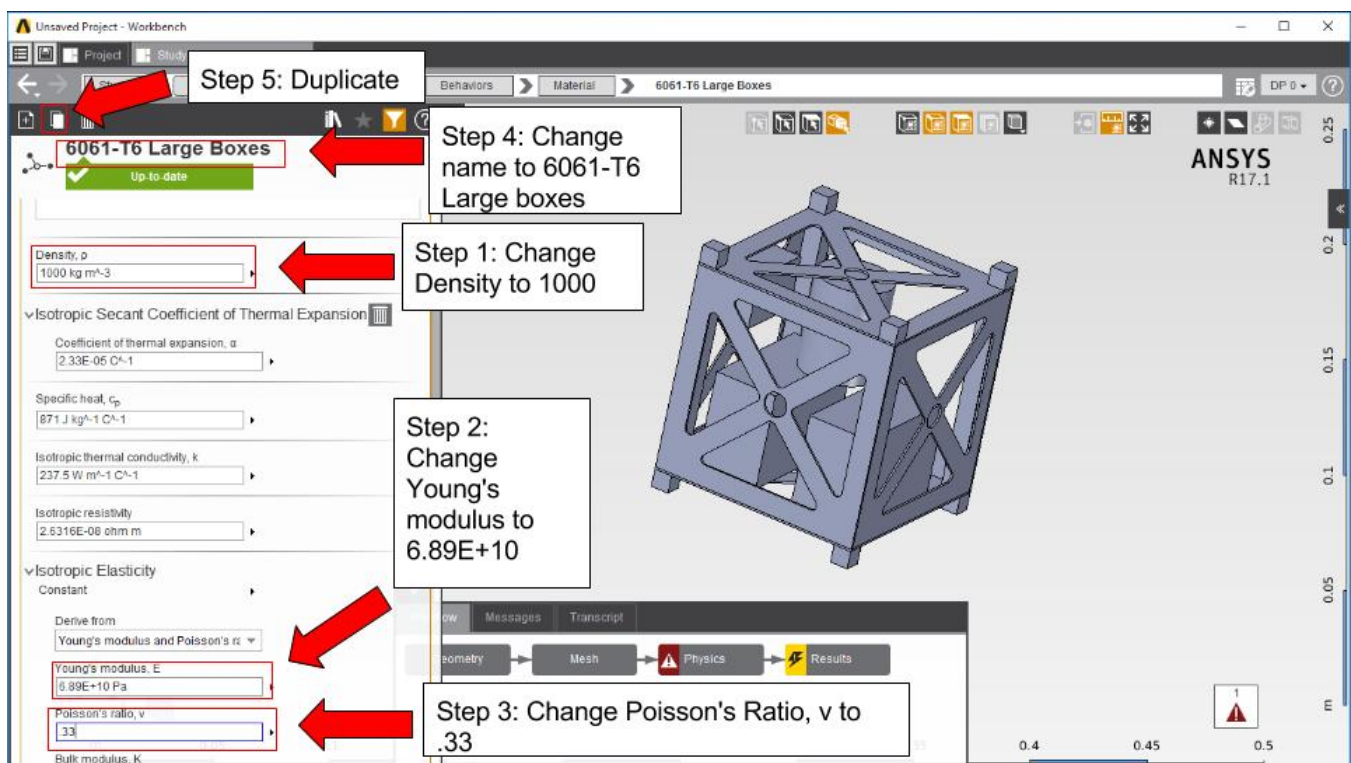 Unsaved Project - Workbench
Project
Study
Step 5: Duplicate
Behaviors
Material
6061-T6 Large Boxes
DP 0
6061-T6 Large Boxes
Up-to-date
Step 4: Change
name to 6061-T6
Large boxes
ANSYS
R17.1
Density, ρ
1000 kg m^-3
Step 1: Change
Density to 1000
Isotropic Secant Coefficient of Thermal Expansion
Coefficient of thermal expansion, α
2.33E-05 C^-1
Specific heat, cp
871 J kg^-1 C^-1
Isotropic thermal conductivity, k
237.5 W m^-1 C^-1
Isotropic resistivity
2.6316E-08 ohm m
Step 2:
Change
Young's
modulus to
6.89E+10
Isotropic Elasticity
Constant
Derive from
Young's modulus and Poisson's ra
Young's modulus, E
6.89E+10 Pa
Poisson's ratio, ν
.33
Bulk modulus, K
Messages
Transcript
Mesh
Physics
Results
Step 3: Change Poisson's Ratio, v to
.33
1
0.25
0.2
0.15
0.1
0.05
m
0.4
0.45
0.5